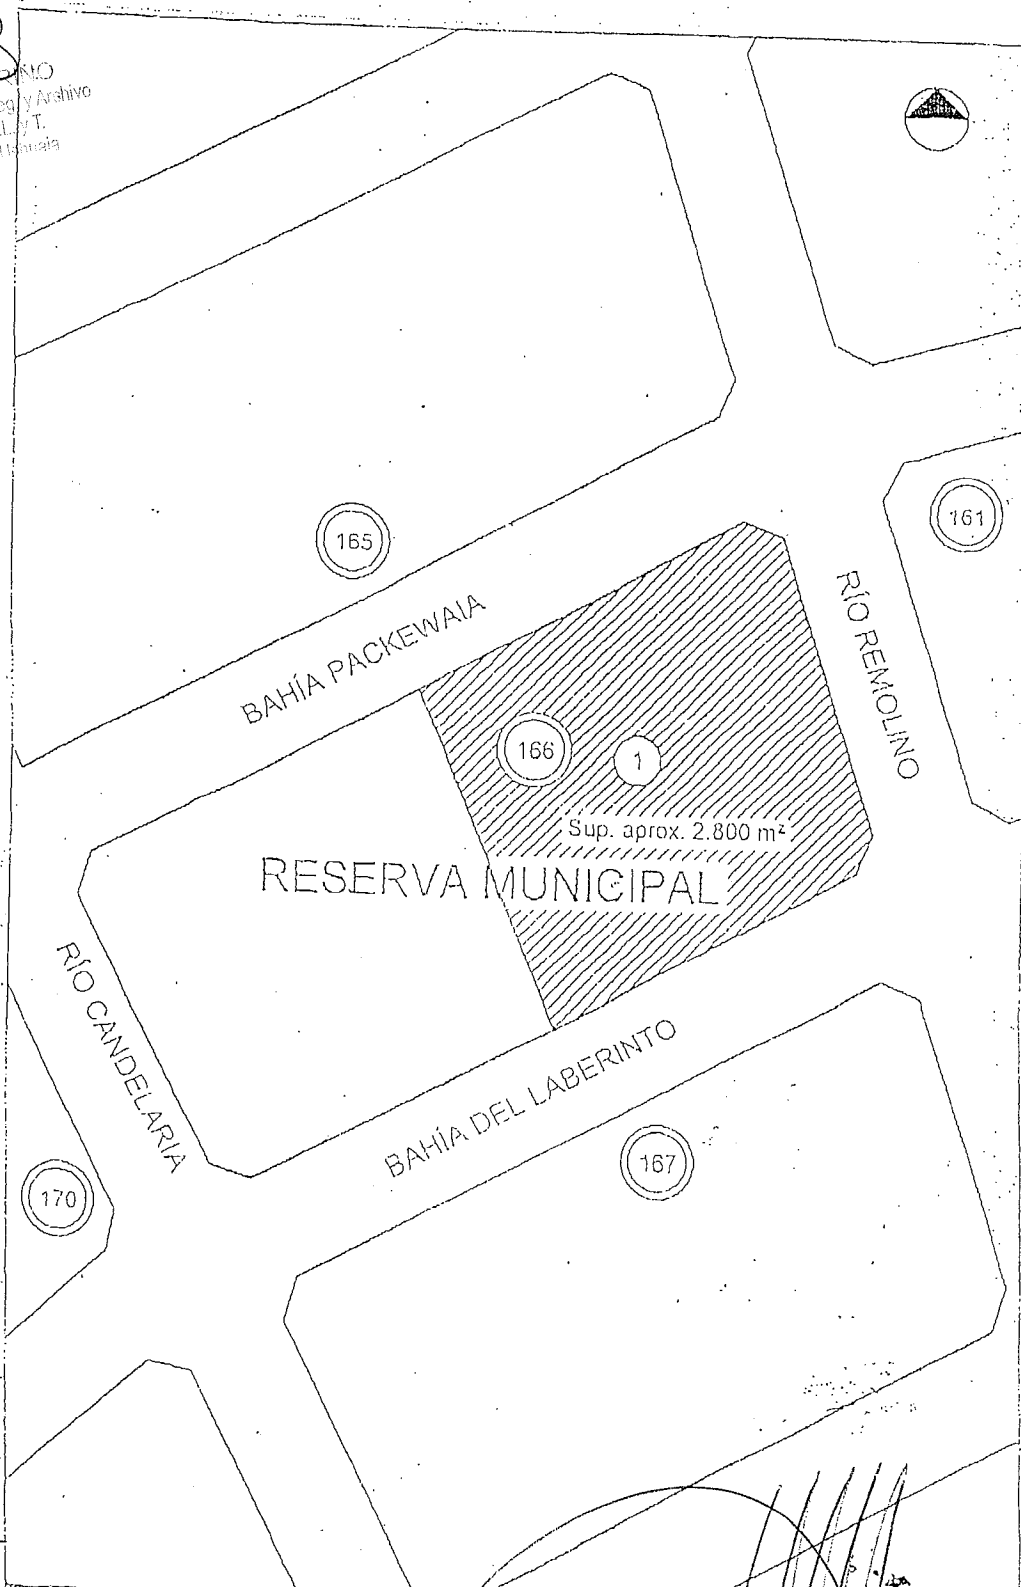 y Archivo
165
161
BAHÍA PACKEWAIA
RÍO REMOLINO
166
1
Sup. aprox. 2.800 m²
RESERVA MUNICIPAL
RÍO CANDELARIA
BAHÍA DEL LABERINTO
167
170